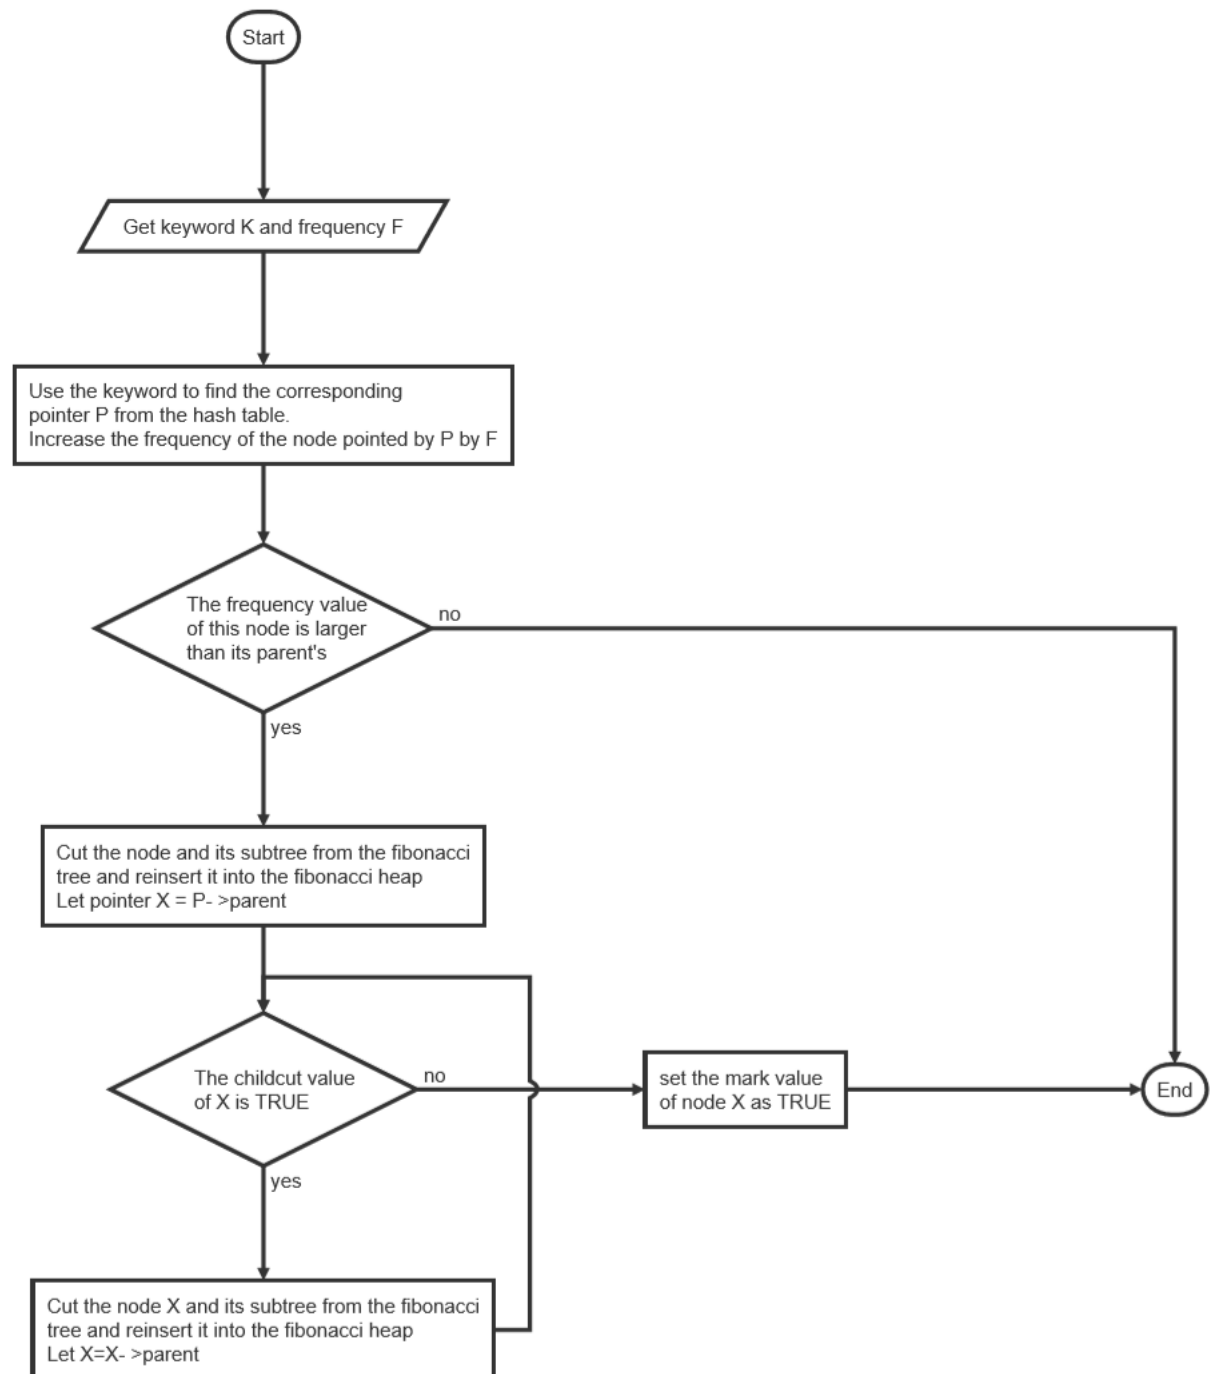 Start
Get keyword K and frequency F
Use the keyword to find the corresponding
pointer P from the hash table.
Increase the frequency of the node pointed by P by F
The frequency value
of this node is larger
than its parent's
no
yes
Cut the node and its subtree from the fibonacci
tree and reinsert it into the fibonacci heap
Let pointer X = P- >parent
The childcut value
of X is TRUE
no
set the mark value
of node X as TRUE
End
yes
Cut the node X and its subtree from the fibonacci
tree and reinsert it into the fibonacci heap
Let X=X- >parent